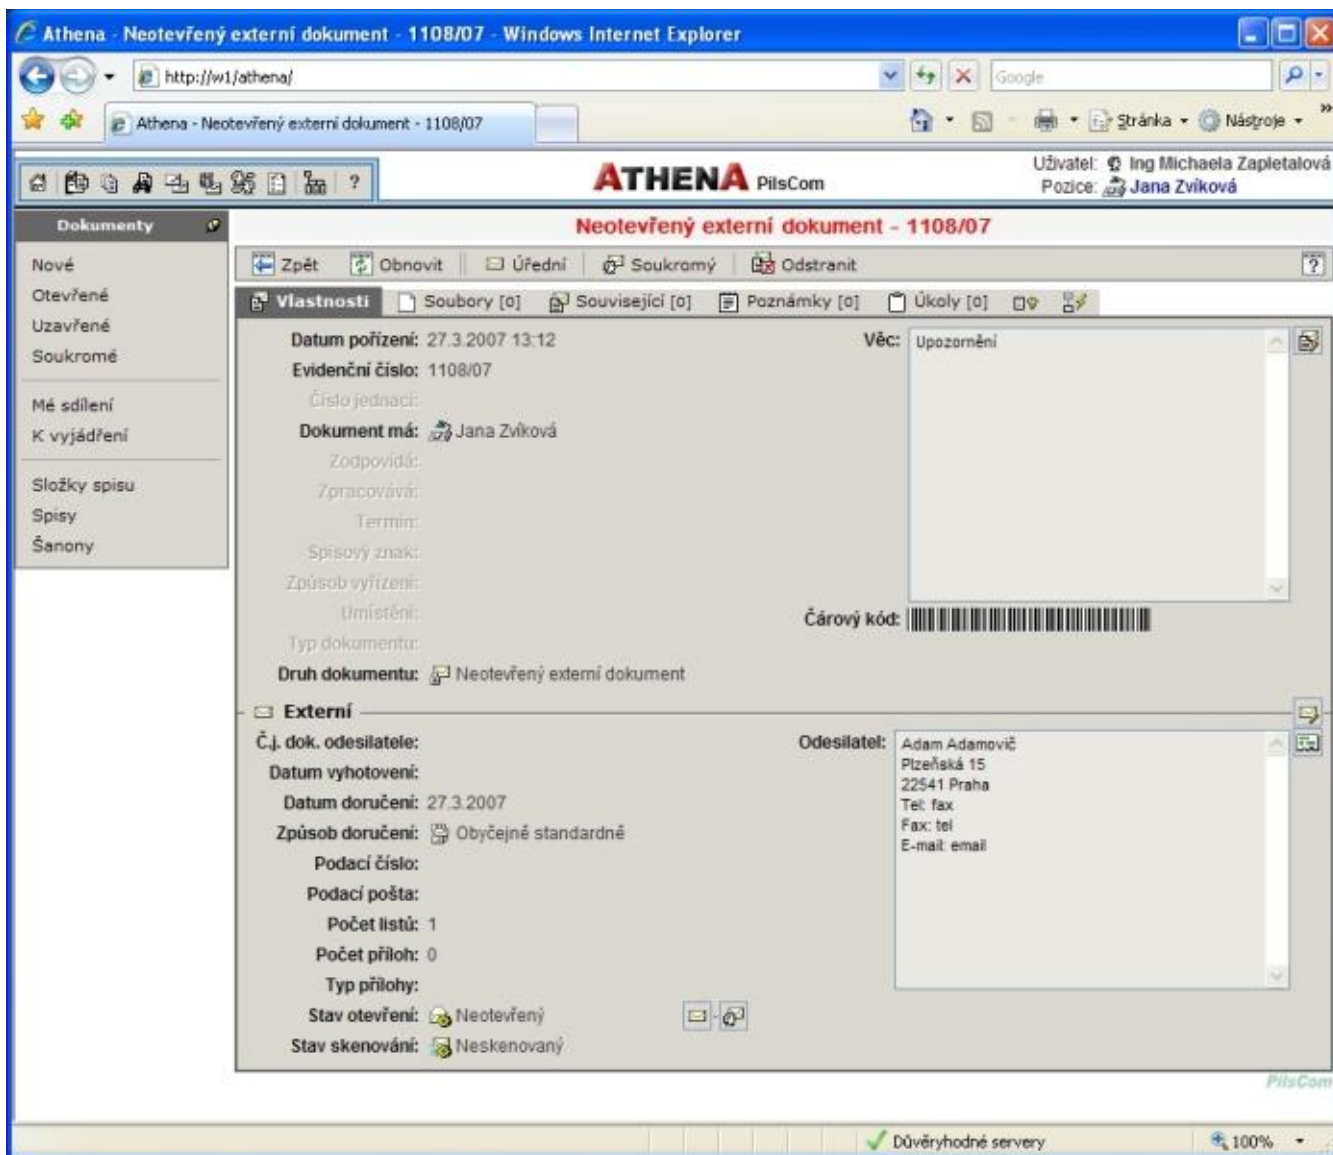 Athena - Neotevřený externí dokument - 1108/07 - Windows Internet Explorer
http://w1/athena/
Google
Athena - Neotevřený externí dokument - 1108/07
Stránka
Nástroje
»
?
ATHENA PilsCom
Uživatel: Ing Michaela Zapletalová
Pozice: Jana Zvíková
Dokumenty
Neotevřený externí dokument - 1108/07
Nové
Otevřené
Uzavřené
Soukromé
Mé sdílení
K vyjádření
Složky spisu
Spisy
Šanony
Zpět Obnovit Úřední Soukromý Odstranit ?
Vlastnosti Soubory [0] Související [0] Poznámky [0] Úkoly [0]
Datum pořízení: 27.3.2007 13:12
Věc: Upozornění
Evidenční číslo: 1108/07
Číslo jednací:
Dokument má: Jana Zvíková
Zodpovídá:
Zpracovává:
Termín:
Spisový znak:
Způsob vyřízení:
Umístění:
Čárový kód:
Typ dokumentu:
Druh dokumentu: Neotevřený externí dokument
Externí
Č.j. dok. odesilatele:
Datum vyhotovení:
Datum doručení: 27.3.2007
Způsob doručení: Obyčejně standardně
Podací číslo:
Podací pošta:
Počet listů: 1
Počet příloh: 0
Typ přílohy:
Stav otevření: Neotevřený
Stav skenování: Neskenovaný
Odesilatel: Adam Adamovič
Plzeňská 15
22541 Praha
Tel: fax
Fax: tel
E-mail: email
PilsCom
Důvěryhodné servery
100%